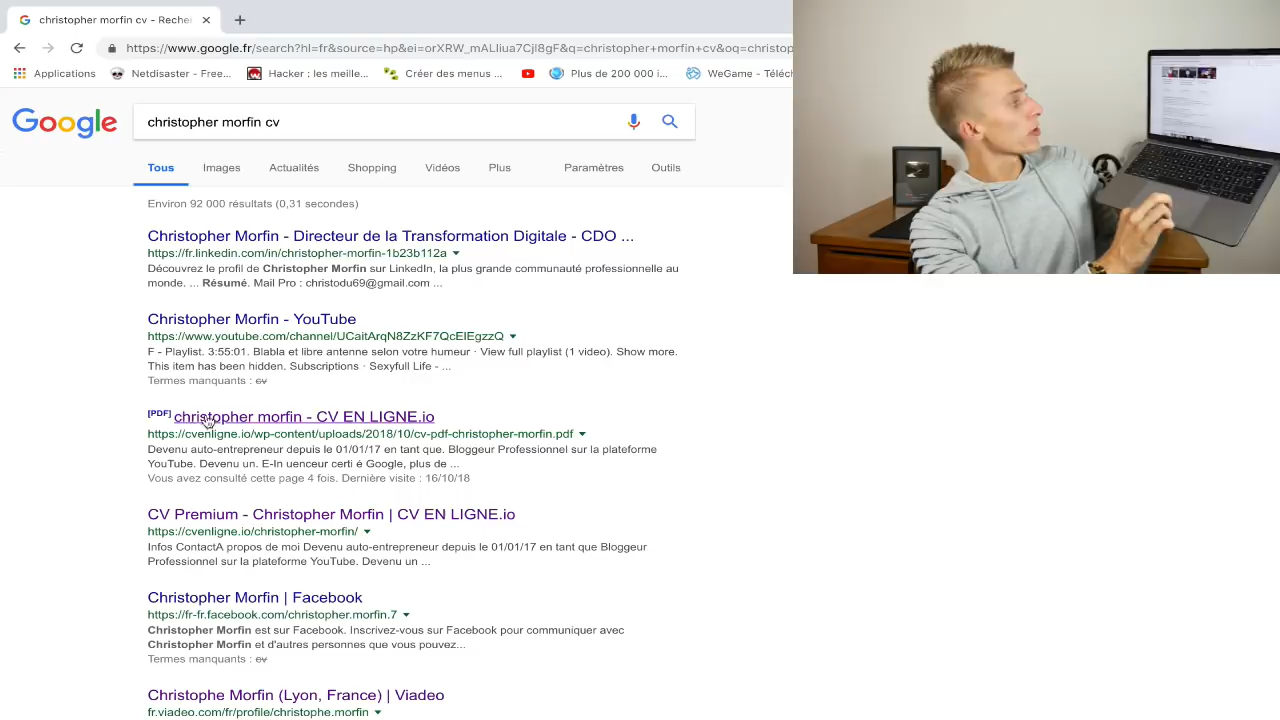 christopher morfin cv - Reche
https://www.google.fr/search?hl=fr&source=hp&ei=orXRW_mALIiua7CjI8gF&q=christopher+morfin+cv&oq=christop
Applications
Netdisaster - Free...
Hacker : les meille...
Créer des ma
Plus de 200 000 i...
WeGame - Téléch
Google
christopher morfin cv
Tous
Images
Actualités
Shopping
Vidéos
Plus
Paramètres
Outils
Environ 92 000 résultats (0,31 secondes)
Christopher Morfin - Directeur de la Transformation Digitale - CDO ...
https://fr.linkedin.com/in/christopher-morfin-1b23b112a
Découvrez le profil de Christopher Morfin sur LinkedIn, la plus grande communauté professionnelle au
monde. ... Résumé. Mail Pro : christodu69@gmail.com ...
Christopher Morfin - YouTube
https://www.youtube.com/channel/UCaitArqN8ZzKF7QcEIEgzzQ
F - Playlist. 3:55:01. Blabla et libre antenne selon votre humeur · View full playlist (1 video). Show more.
This item has been hidden. Subscriptions · Sexyfull Life - ...
Termes manquants : cv
[PDF] christopher morfin - CV EN LIGNE.io
https://cvenligne.io/wp-content/uploads/2018/10/cv-pdf-christopher-morfin.pdf
Devenu auto-entrepreneur depuis le 01/01/17 en tant que. Bloggeur Professionnel sur la plateforme
YouTube. Devenu un. E-In uenceur certi é Google, plus de ...
Vous avez consulté cette page 4 fois. Dernière visite : 16/10/18
CV Premium - Christopher Morfin | CV EN LIGNE.io
https://cvenligne.io/christopher-morfin/
Infos ContactA propos de moi Devenu auto-entrepreneur depuis le 01/01/17 en tant que Bloggeur
Professionnel sur la plateforme YouTube. Devenu un ...
Christopher Morfin | Facebook
https://fr-fr.facebook.com/christopher.morfin.7
Christopher Morfin est sur Facebook. Inscrivez-vous sur Facebook pour communiquer avec
Christopher Morfin et d'autres personnes que vous pouvez...
Termes manquants : cv
Christophe Morfin (Lyon, France) | Viadeo
fr.viadeo.com/fr/profile/christophe.morfin